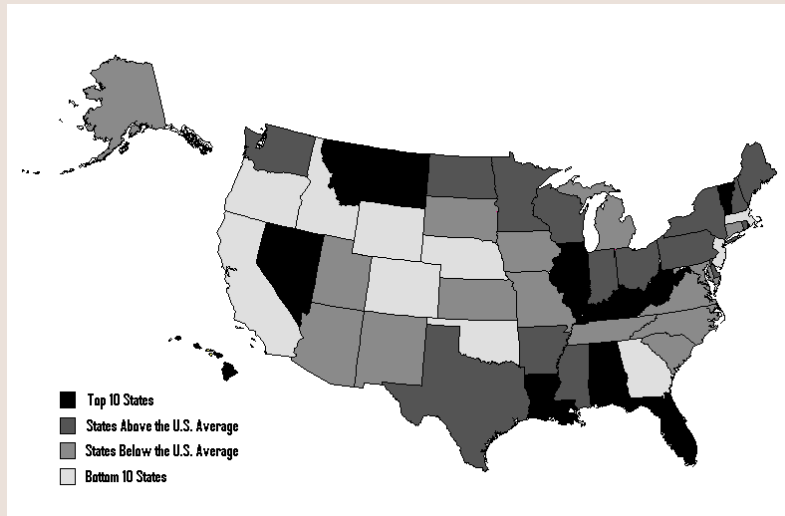 Top 10 States
States Above the U.S. Average
States Below the U.S. Average
Bottom 10 States